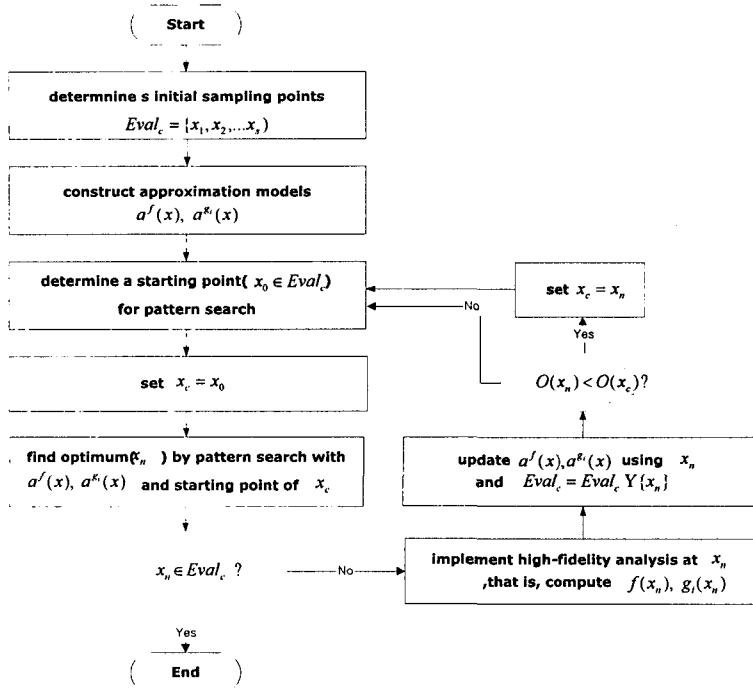 Start
determnine s initial sampling points
Eval_c = {x_1, x_2, ...x_s)
construct approximation models
a^f(x), a^{g_i}(x)
determine a starting point( x_0 ∈ Eval_c)
for pattern search
set x_c = x_0
find optimum(x_n ) by pattern search with
a^f(x), a^{g_i}(x) and starting point of x_c
x_n ∈ Eval_c ?
No
implement high-fidelity analysis at x_n
,that is, compute f(x_n), g_i(x_n)
update a^f(x), a^{g_i}(x) using x_n
and Eval_c = Eval_c Y{x_n}
O(x_n) < O(x_c)?
Yes
set x_c = x_n
No
Yes
End